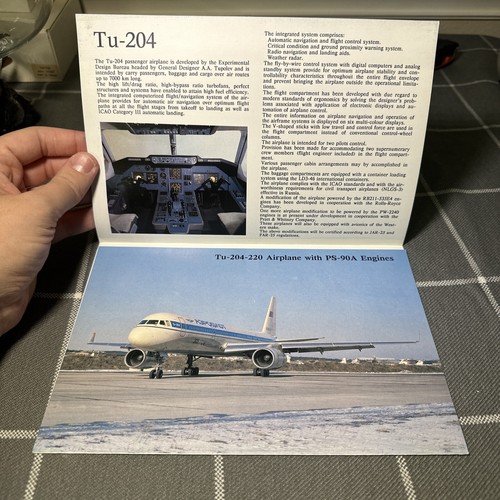 Tu-204
The Tu-204 passenger airplane is developed by the Experimental
Design Bureau headed by General Designer A.A. Tupolev and is
intended by carry passengers, baggage and cargo over air routes
up to 7000 km long.
The high lift/drag ratio, high-bypass ratio turbofans, perfect
structures and systems have enabled to attain high fuel efficiency.
The integrated computerized flight/navigation system of the air-
plane provides for automatic air navigation over optimum flight
paths at all the flight stages from takeoff to landing as well as
ICAO Category III automatic landing.
The integrated system comprises:
Automatic navigation and flight control system.
Critical condition and ground proximity warning system.
Radio navigation and landing aids.
Weather radar.
The fly-by-wire control system with digital computers and analog
standby system provide for optimum airplane stability and con-
trollability characteristics throughout the entire flight envelope
and prevent bringing the airplane outside the operational limita-
tions.
The flight compartment has been developed with due regard to
modern standards of ergonomics by solving the designer's prob-
lems associated with application of electronic displays and au-
tomation of airplane control.
The entire information on airplane navigation and operation of
the airframe systems is displayed on six multi-colour displays.
The Y-shaped sticks with low travel and control force are used in
the flight compartment instead of conventional control-wheel
columns.
The airplane is intended for two pilots control.
Provision has been made for accommodating two supernumerary
crew members (flight engineer included) in the flight compart-
ment.
Various passenger cabin arrangements may by accomplished in
the airplane.
The baggage compartments are equipped with a container loading
system using the LD3-46 international containers.
The airplane complies with the ICAO standards and with the air-
worthiness requirements for civil transport airplane (NLGS-3)
effective in Russia.
A modification of the airplane powered by the RB211-535E4 en-
gines has been developed in cooperation with the Rolls-Royce
Company.
One more airplane modification to be powered by the PW-2240
engines is at present under development in cooperation with the
Pratt & Whitney Company.
These airplanes will also be equipped with avionics of the West-
ern make.
The above modifications will be certified according to JAR-25 and
FAR-25 regulations.
Tu-204-220 Airplane with PS-90A Engines